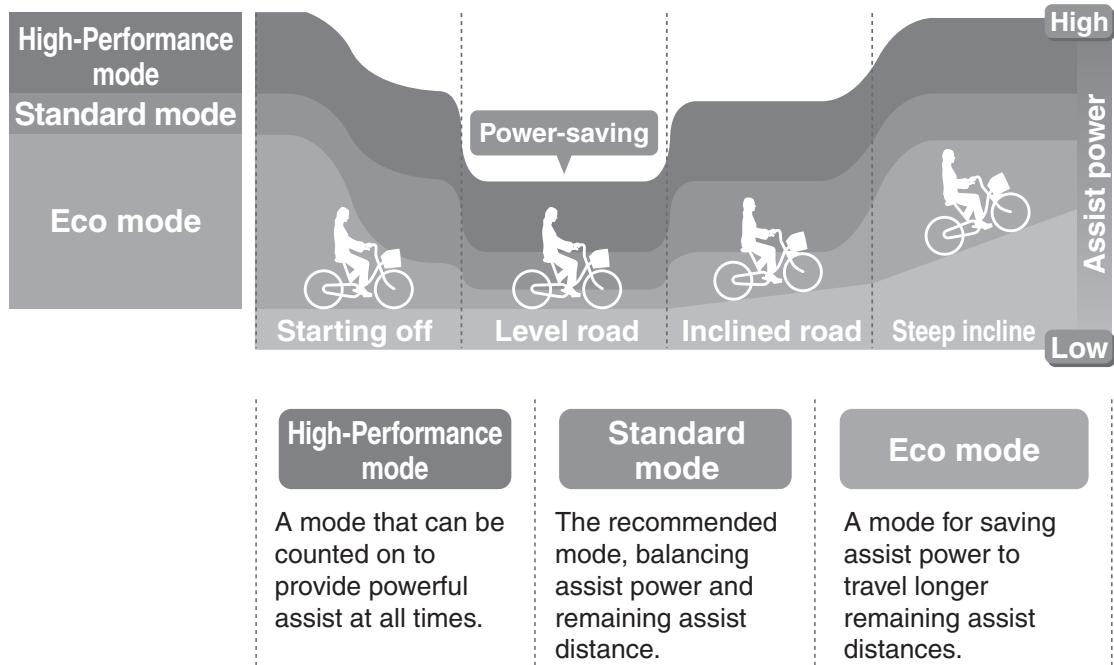 High-Performance
mode
Standard mode
Eco mode
High
Power-saving
Assist power
Starting off
Level road
Inclined road
Steep incline
Low
High-Performance
mode
A mode that can be
counted on to
provide powerful
assist at all times.
Standard
mode
The recommended
mode, balancing
assist power and
remaining assist
distance.
Eco mode
A mode for saving
assist power to
travel longer
remaining assist
distances.